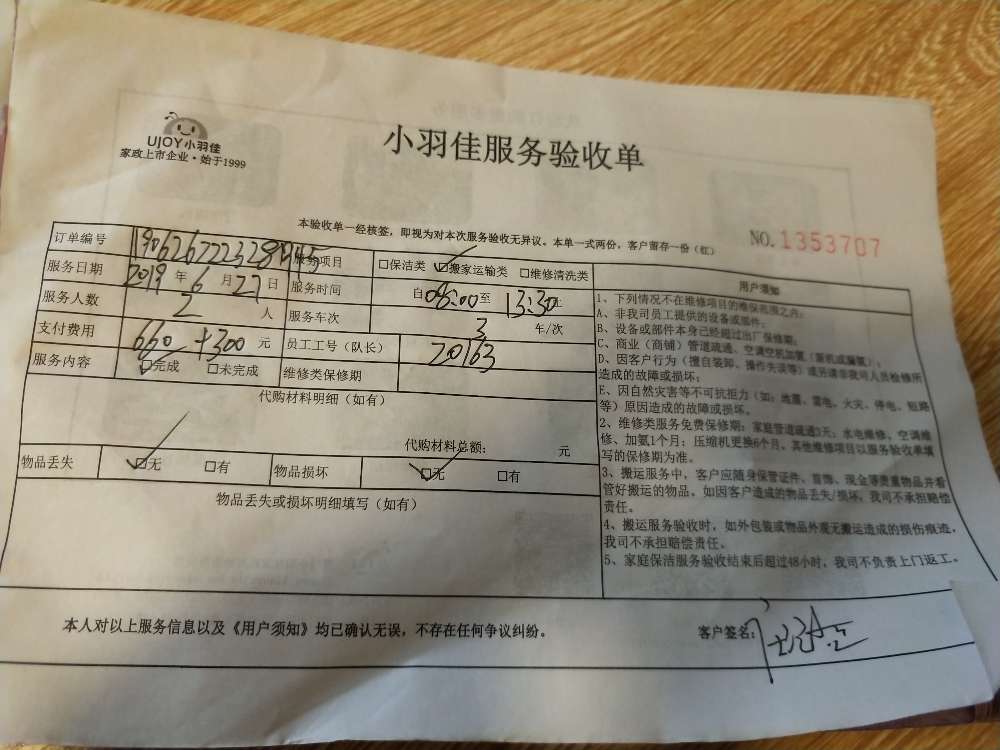 UJOY小羽佳
家政上市企业·始于1999
小羽佳服务验收单
本验收单一经核签，即视为对本次服务验收无异议。本单一式两份，客户留存一份（红）
NO.1353707
订单编号
服务项目 □保洁类 ☑搬家运输类 □维修清洗类
服务日期 2019年6月27日
服务时间 自08:00至13:30止
服务人数 2 人
服务车次 3 车/次
支付费用 660+300 元
员工工号（队长） 20163
服务内容 ☑完成 □未完成
维修类保修期
代购材料明细（如有）
代购材料总额： 元
物品丢失 ☑无 □有 物品损坏 ☑无 □有
物品丢失或损坏明细填写（如有）
用户须知
1、下列情况不在维修项目的维保范围之内：
A、非我司员工提供的设备或部件；
B、设备或部件本身已经超过出厂保修期；
C、商业（商铺）管道疏通、空调空机加氟（新机或漏氟）；
D、因客户行为（擅自装卸、操作失误等）或另请非我司人员检修所
造成的故障或损坏；
E、因自然灾害等不可抗拒力（如：地震、雷电、火灾、停电、短路
等）原因造成的故障或损坏。
2、维修类服务免费保修期：家庭管道疏通3天；水电维修、空调维
修、加氨1个月；压缩机更换6个月，其他维修项目以服务验收单填
写的保修期为准。
3、搬运服务中，客户应随身保管证件、首饰、现金等贵重物品并看
管好搬运的物品。如因客户造成的物品丢失/损坏，我司不承担赔偿
责任。
4、搬运服务验收时，如外包装或物品外观无搬运造成的损伤痕迹，
我司不承担赔偿责任。
5、家庭保洁服务验收结束后超过48小时，我司不负责上门返工。
本人对以上服务信息以及《用户须知》均已确认无误，不存在任何争议纠纷。
客户签名：